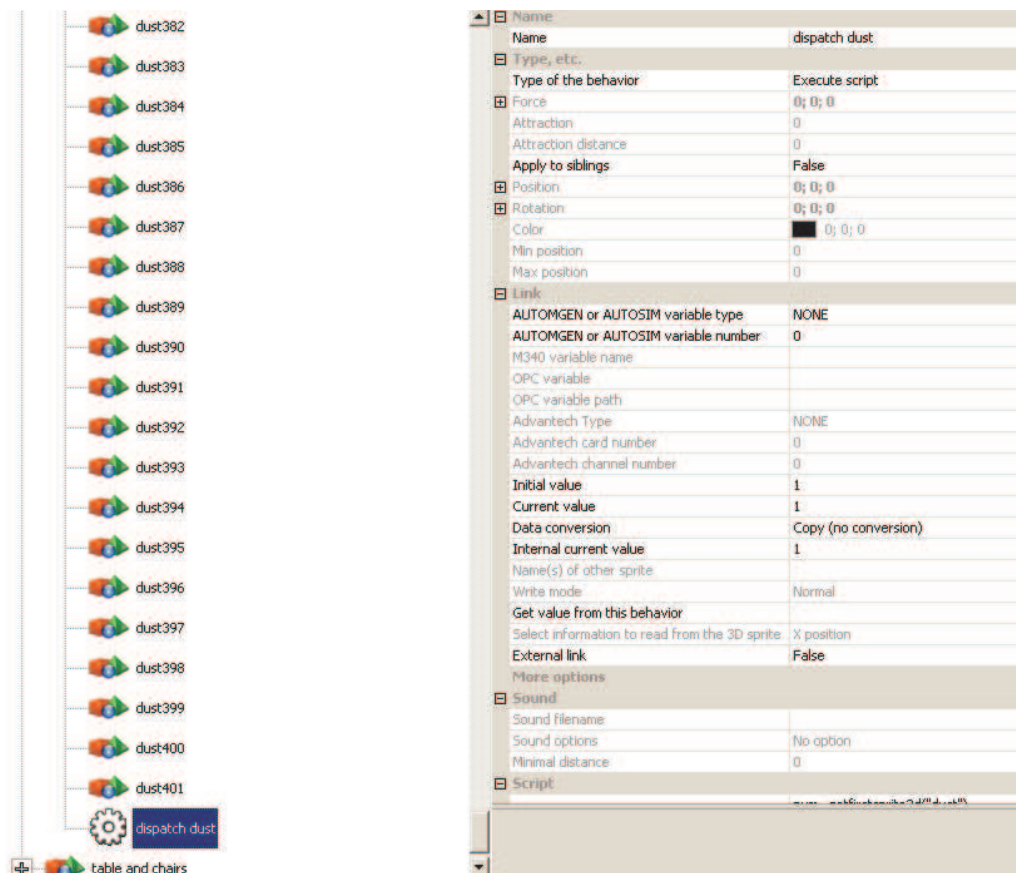 dust382
dust383
dust384
dust385
dust386
dust387
dust388
dust389
dust390
dust391
dust392
dust393
dust394
dust395
dust396
dust397
dust398
dust399
dust400
dust401
dispatch dust
table and chairs
Name
Name dispatch dust
Type, etc.
Type of the behavior Execute script
Force 0; 0; 0
Attraction 0
Attraction distance 0
Apply to siblings False
Position 0; 0; 0
Rotation 0; 0; 0
Color 0; 0; 0
Min position 0
Max position 0
Link
AUTOMGEN or AUTOSIM variable type NONE
AUTOMGEN or AUTOSIM variable number 0
M340 variable name
OPC variable
OPC variable path
Advantech Type NONE
Advantech card number 0
Advantech channel number 0
Initial value 1
Current value 1
Data conversion Copy (no conversion)
Internal current value 1
Name(s) of other sprite
Write mode Normal
Get value from this behavior
Select information to read from the 3D sprite X position
External link False
More options
Sound
Sound filename
Sound options No option
Minimal distance 0
Script